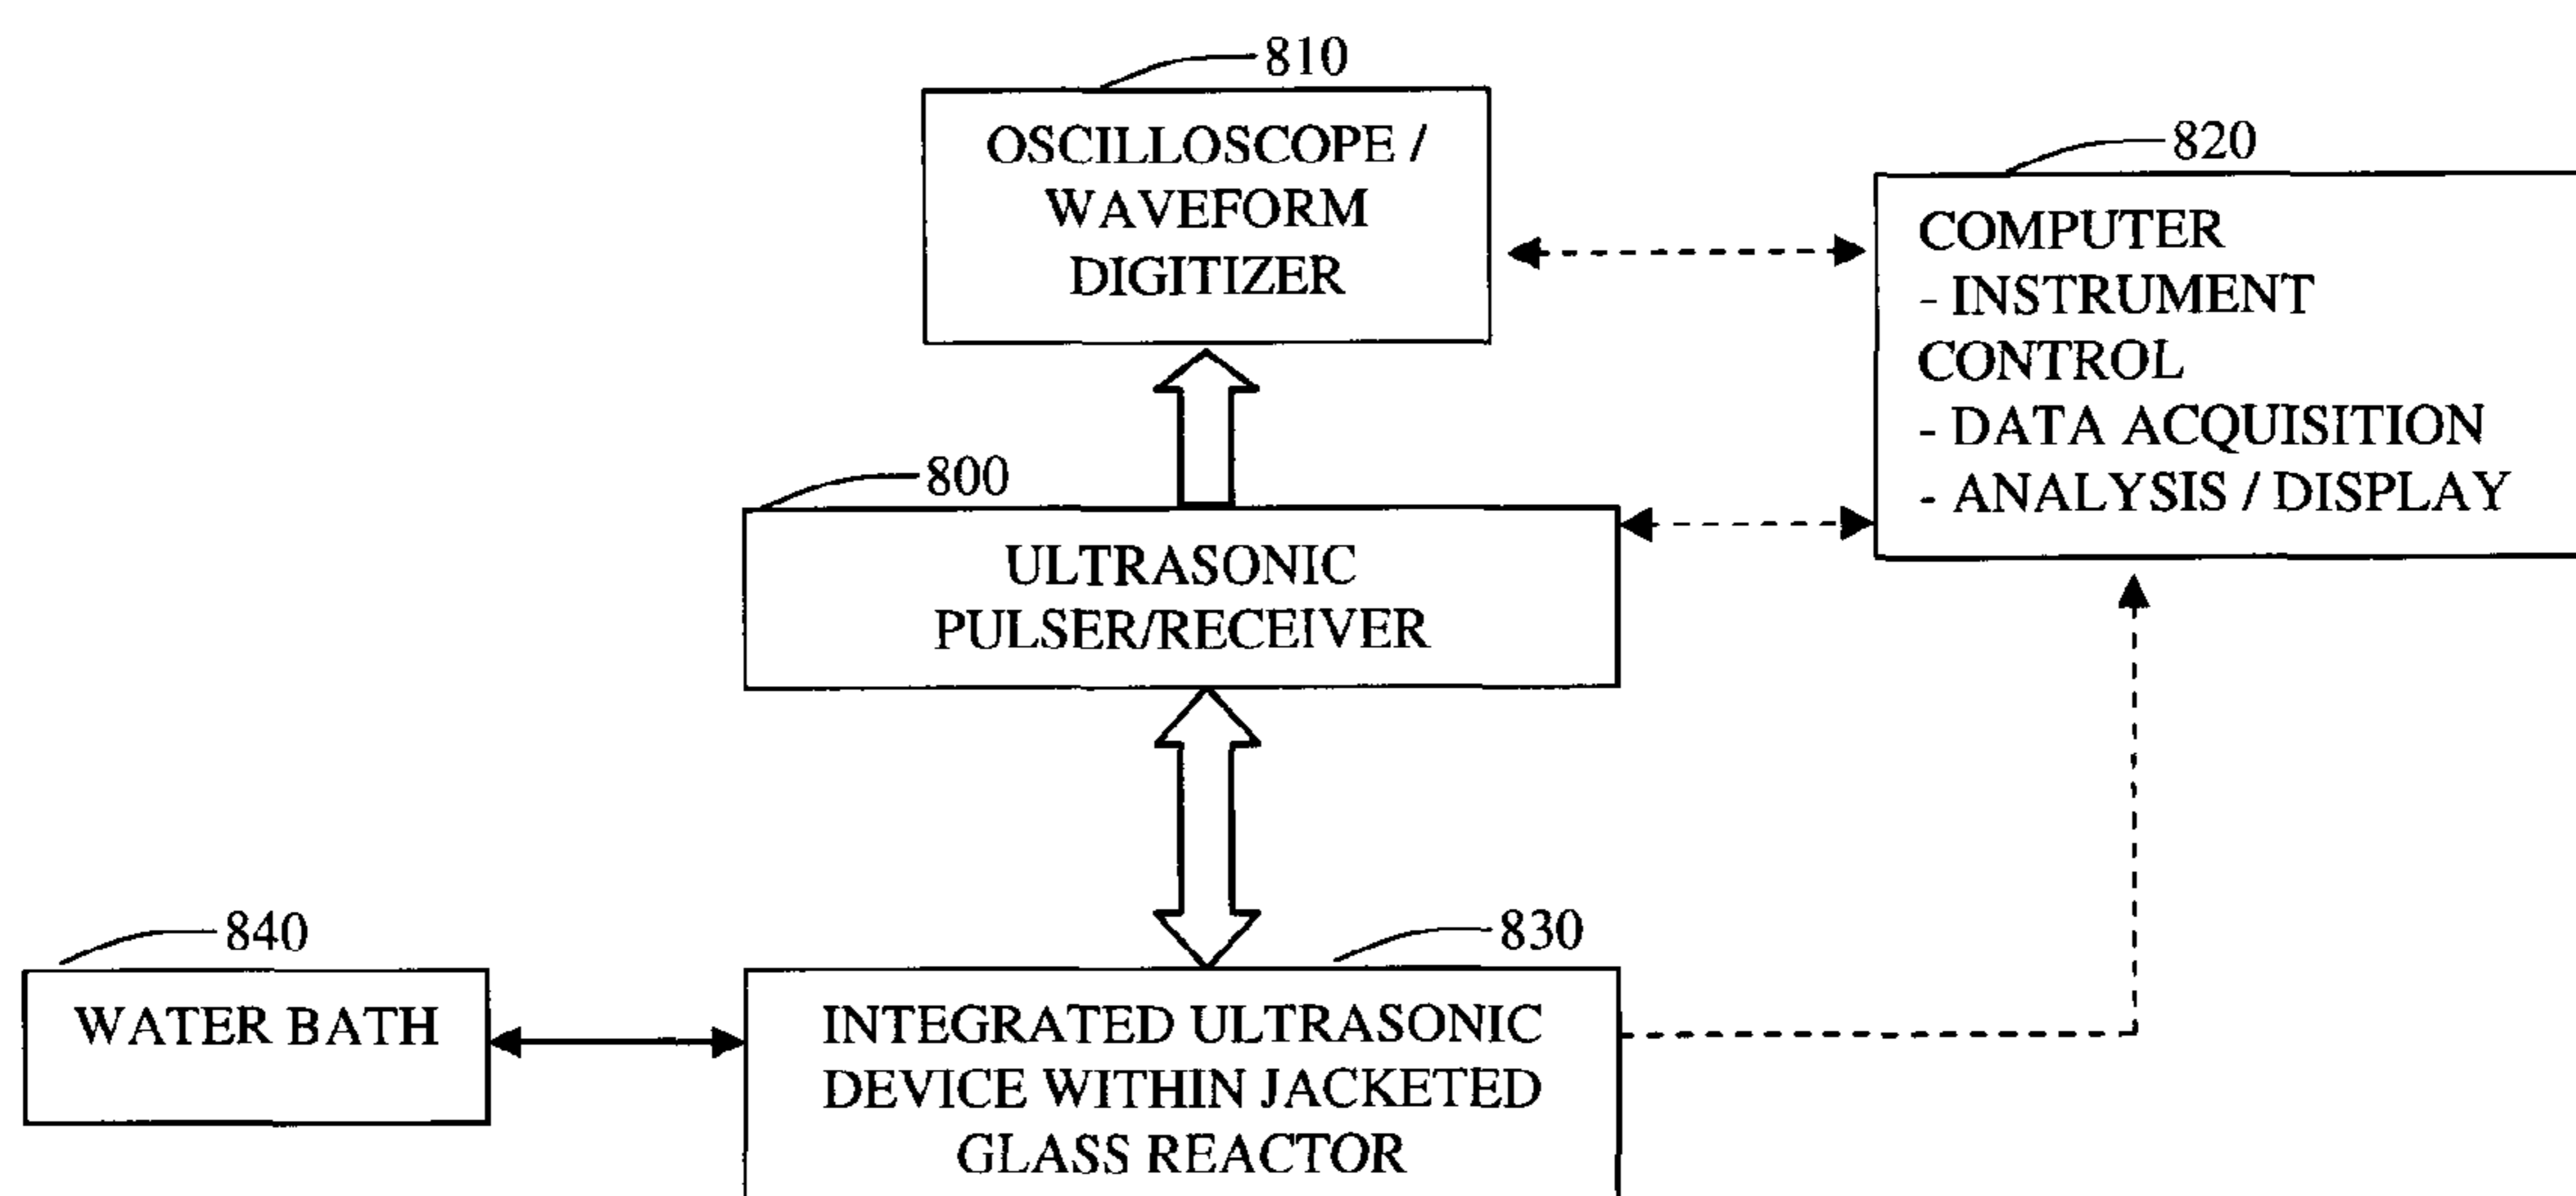 810
OSCILLOSCOPE /
WAVEFORM
DIGITIZER
820
COMPUTER
- INSTRUMENT
CONTROL
- DATA ACQUISITION
- ANALYSIS / DISPLAY
800
ULTRASONIC
PULSER/RECEIVER
840
WATER BATH
830
INTEGRATED ULTRASONIC
DEVICE WITHIN JACKETED
GLASS REACTOR